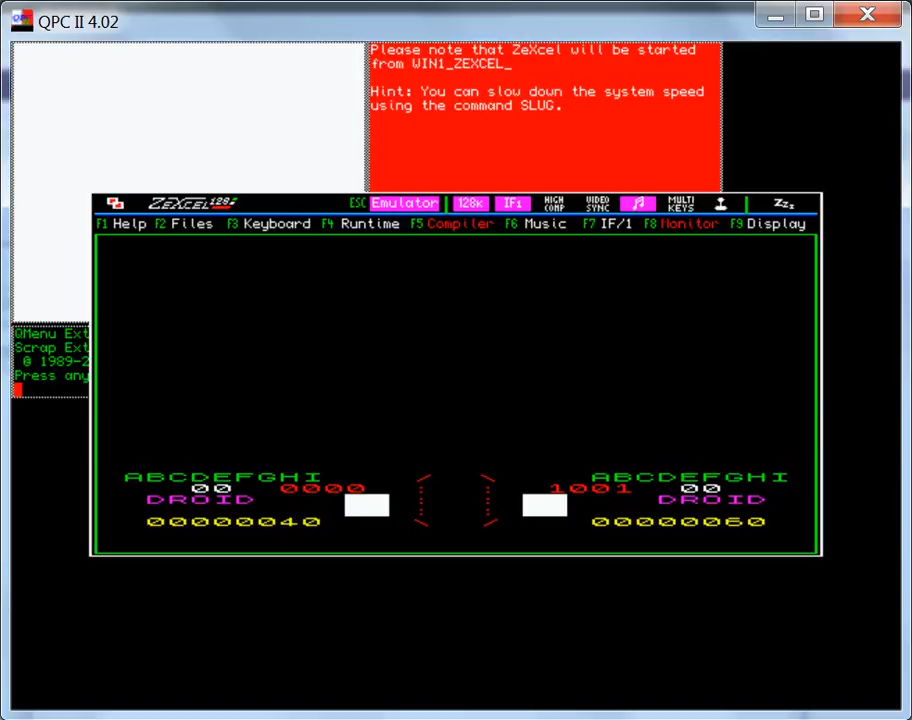 QPC II 4.02
Please note that ZeXcel will be started
from WIN1_ZEXCEL_
Hint: You can slow down the system speed
using the command SLUG.
ZEXCEL128 ESC Emulator 128K IF1 HIGH COMP VIDEO SYNC MULTI KEYS Zzz
F1 Help F2 Files F3 Keyboard F4 Runtime F5 Compiler F6 Music F7 IF/1 F8 Monitor F9 Display
QMenu Ext
Scrap Ext
@ 1989-2
Press any
ABCDEFGHI ABCDEFGHI
00 0000 1001 00
DROID DROID
00000040 00000060